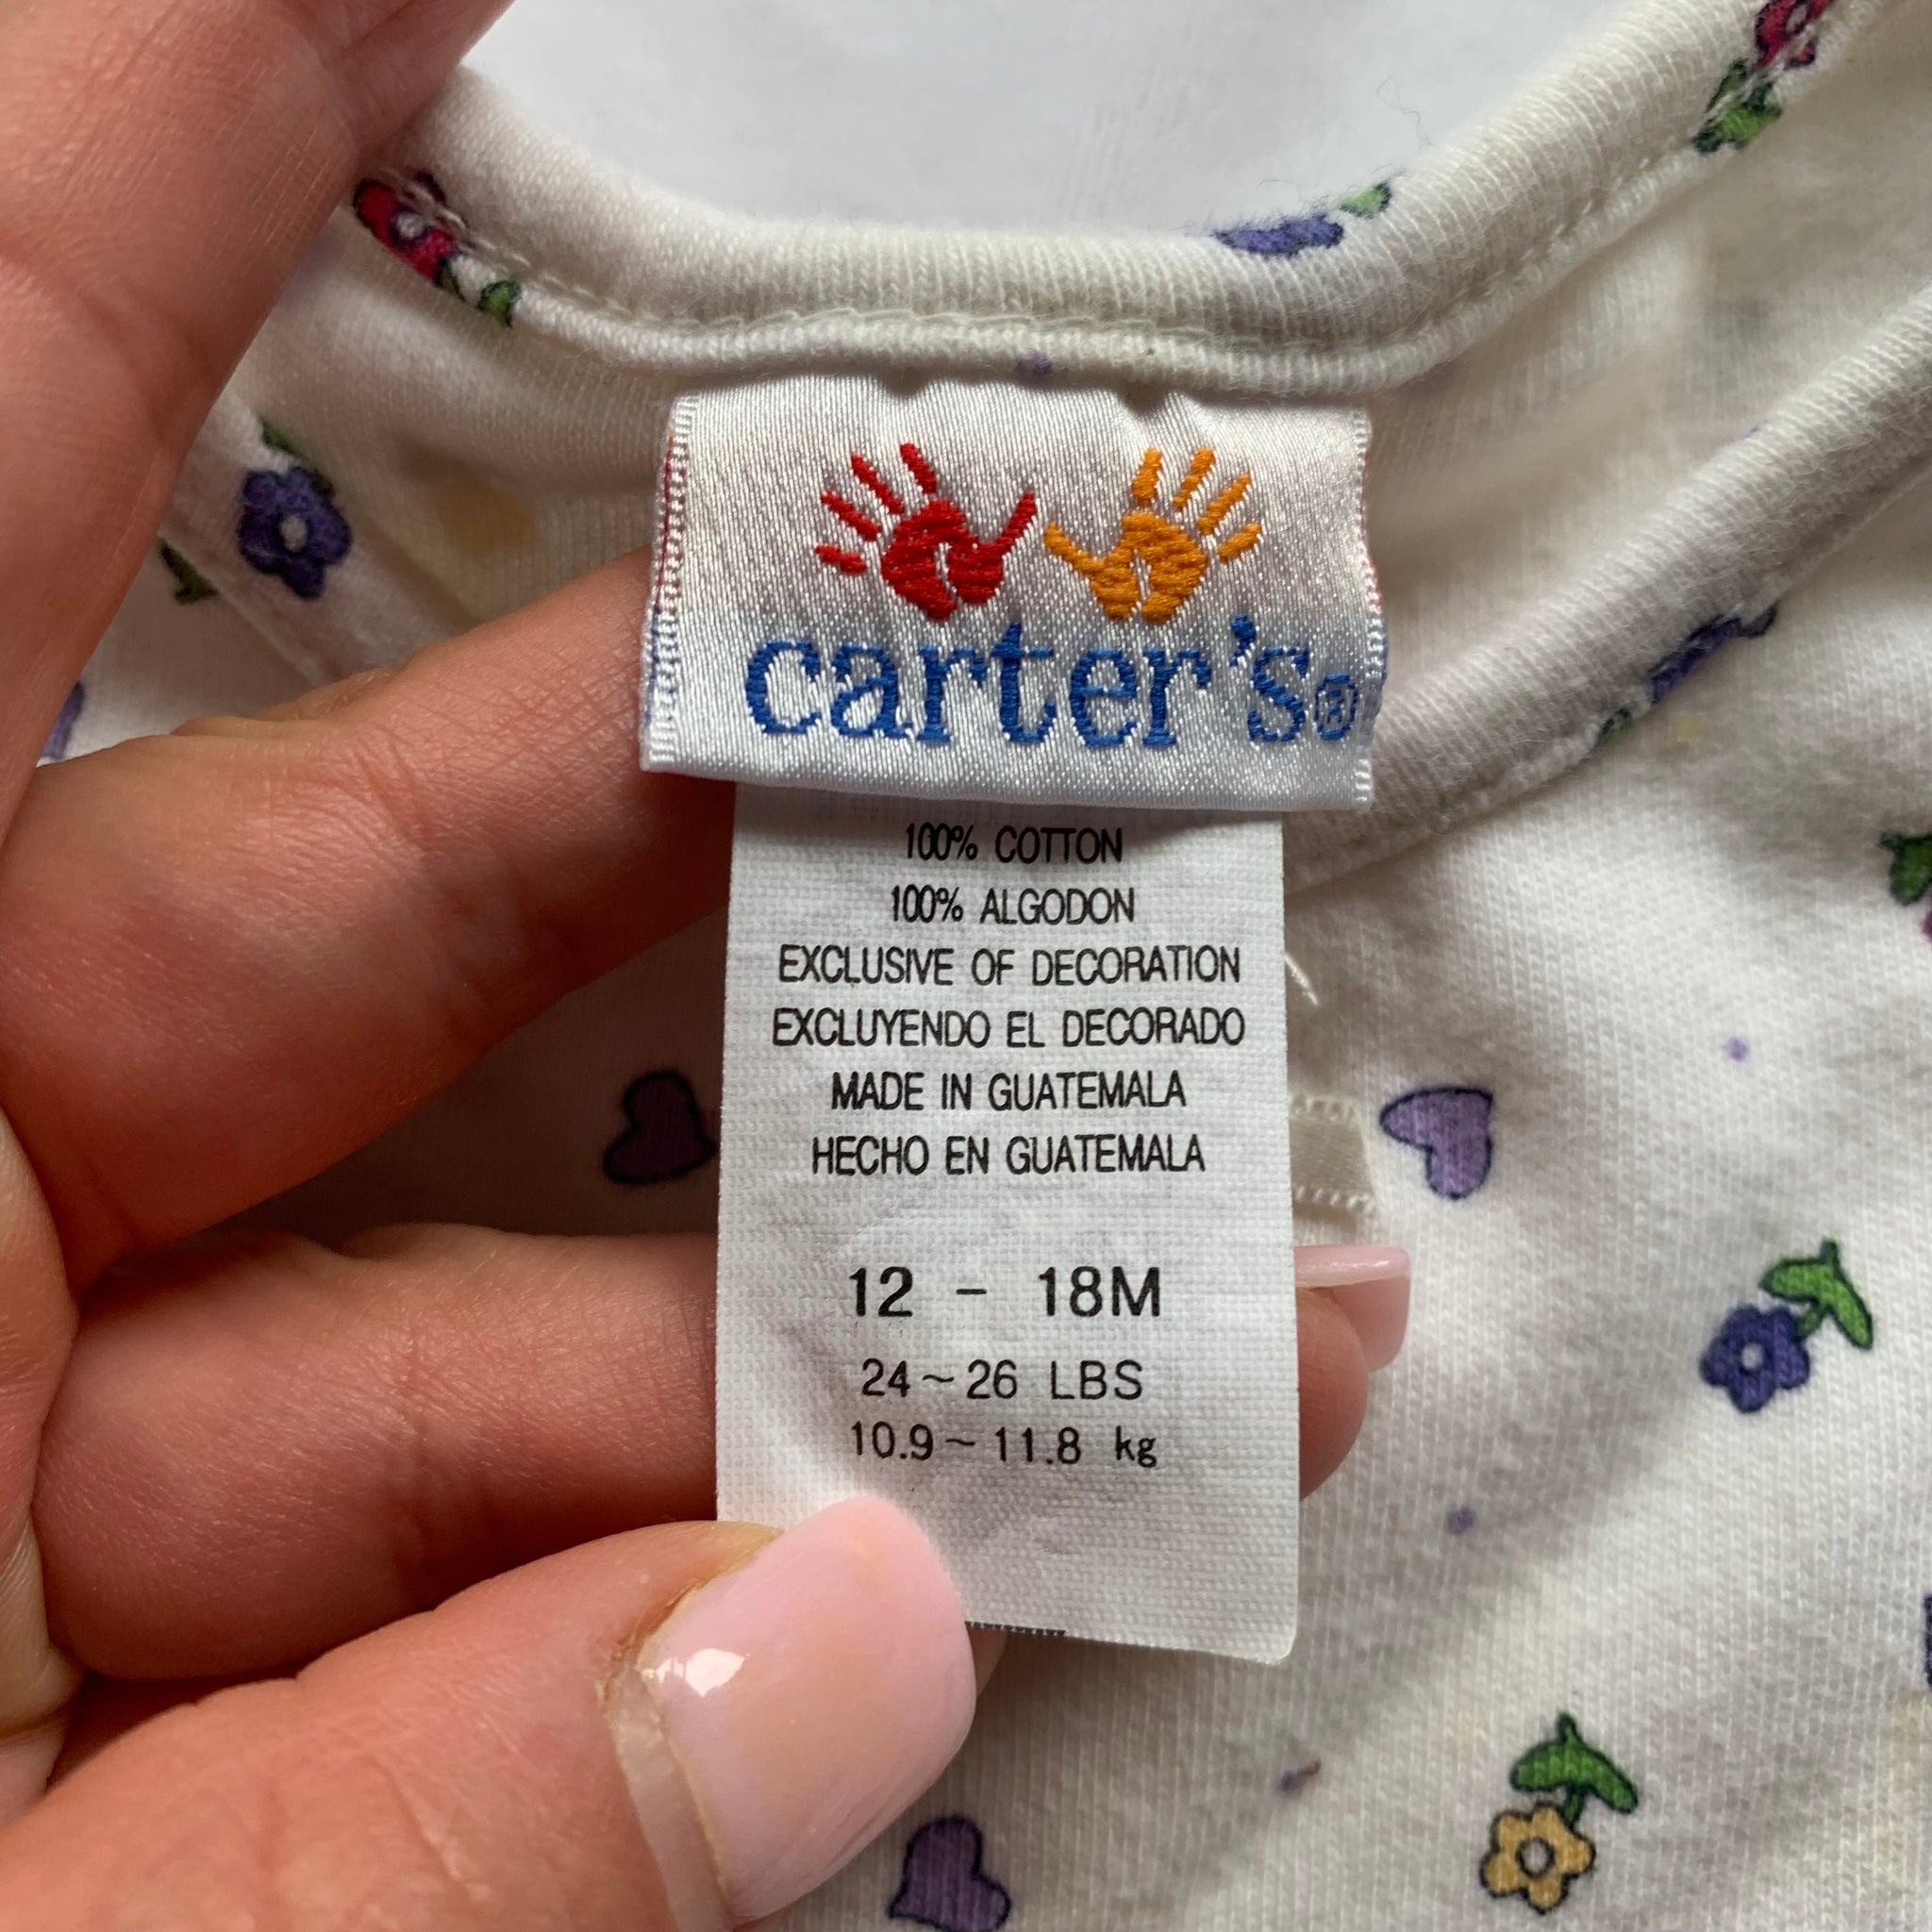 carter's®
100% COTTON
100% ALGODON
EXCLUSIVE OF DECORATION
EXCLUYENDO EL DECORADO
MADE IN GUATEMALA
HECHO EN GUATEMALA
12 - 18M
24~26 LBS
10.9~11.8 kg